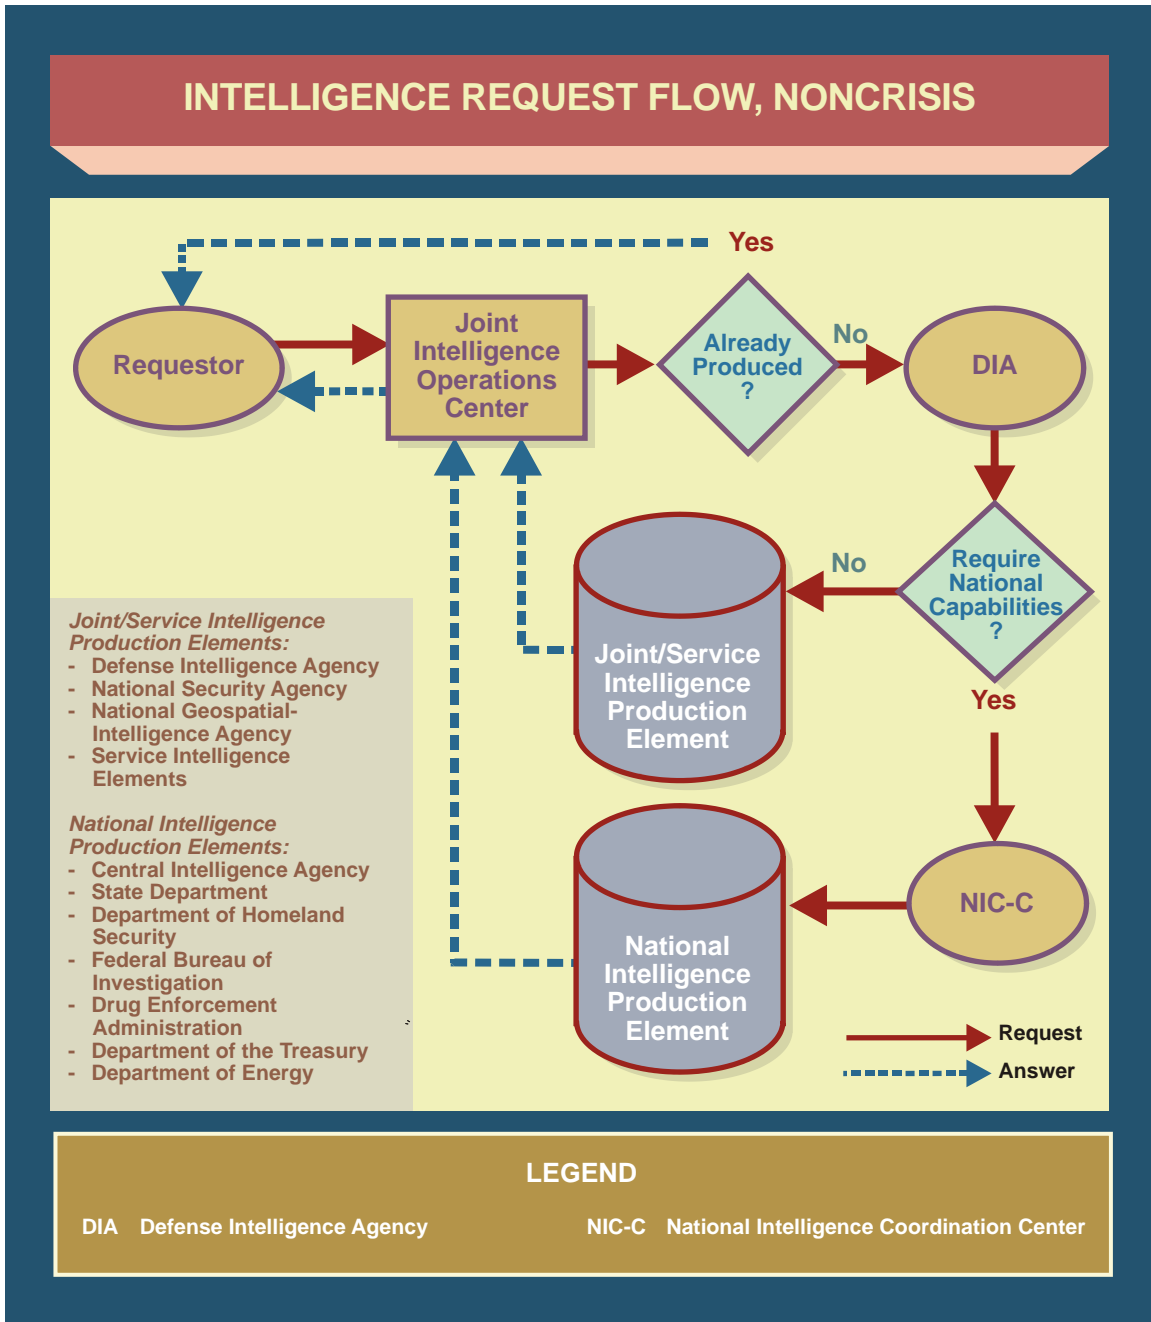 INTELLIGENCE REQUEST FLOW, NONCRISIS
Yes
Requestor
Joint
Intelligence
Operations
Center
Already
Produced
?
No
DIA
Require
National
Capabilities
?
No
Yes
Joint/Service
Intelligence
Production
Element
NIC-C
National
Intelligence
Production
Element
Joint/Service Intelligence
Production Elements:
- Defense Intelligence Agency
- National Security Agency
- National Geospatial-
Intelligence Agency
- Service Intelligence
Elements
National Intelligence
Production Elements:
- Central Intelligence Agency
- State Department
- Department of Homeland
Security
- Federal Bureau of
Investigation
- Drug Enforcement
Administration
- Department of the Treasury
- Department of Energy
Request
Answer
LEGEND
DIA Defense Intelligence Agency
NIC-C National Intelligence Coordination Center